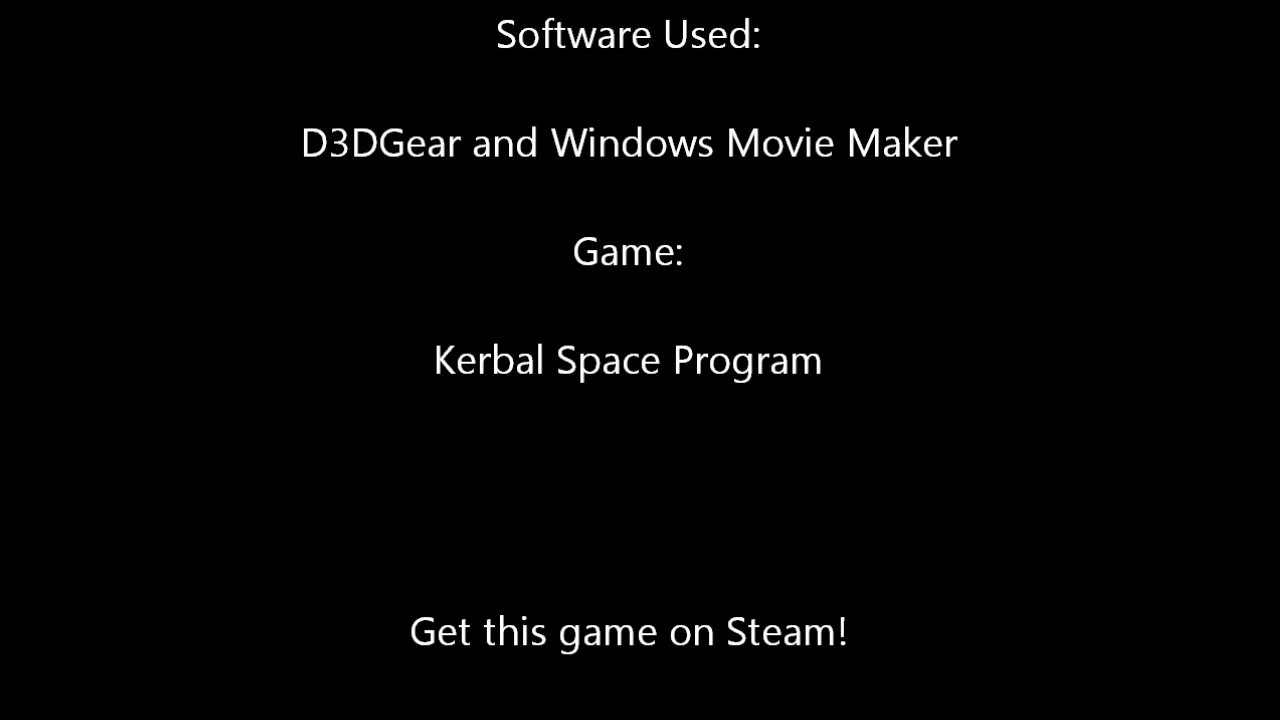 Software Used:
D3DGear and Windows Movie Maker
Game:
Kerbal Space Program
Get this game on Steam!